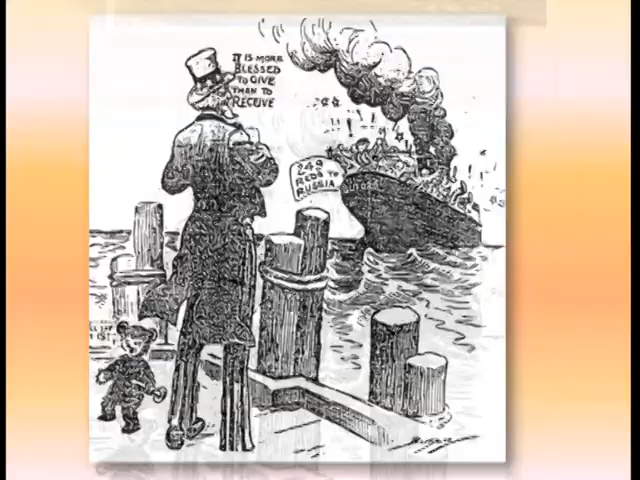 IT IS MORE
BLESSED
TO GIVE
THAN TO
RECEIVE
249
REDS TO
RUSSIA